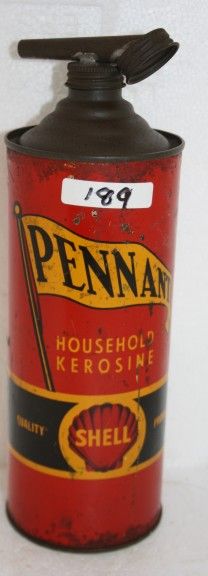 189
PENNANT
HOUSEHOLD
KEROSINE
QUALITY
SHELL